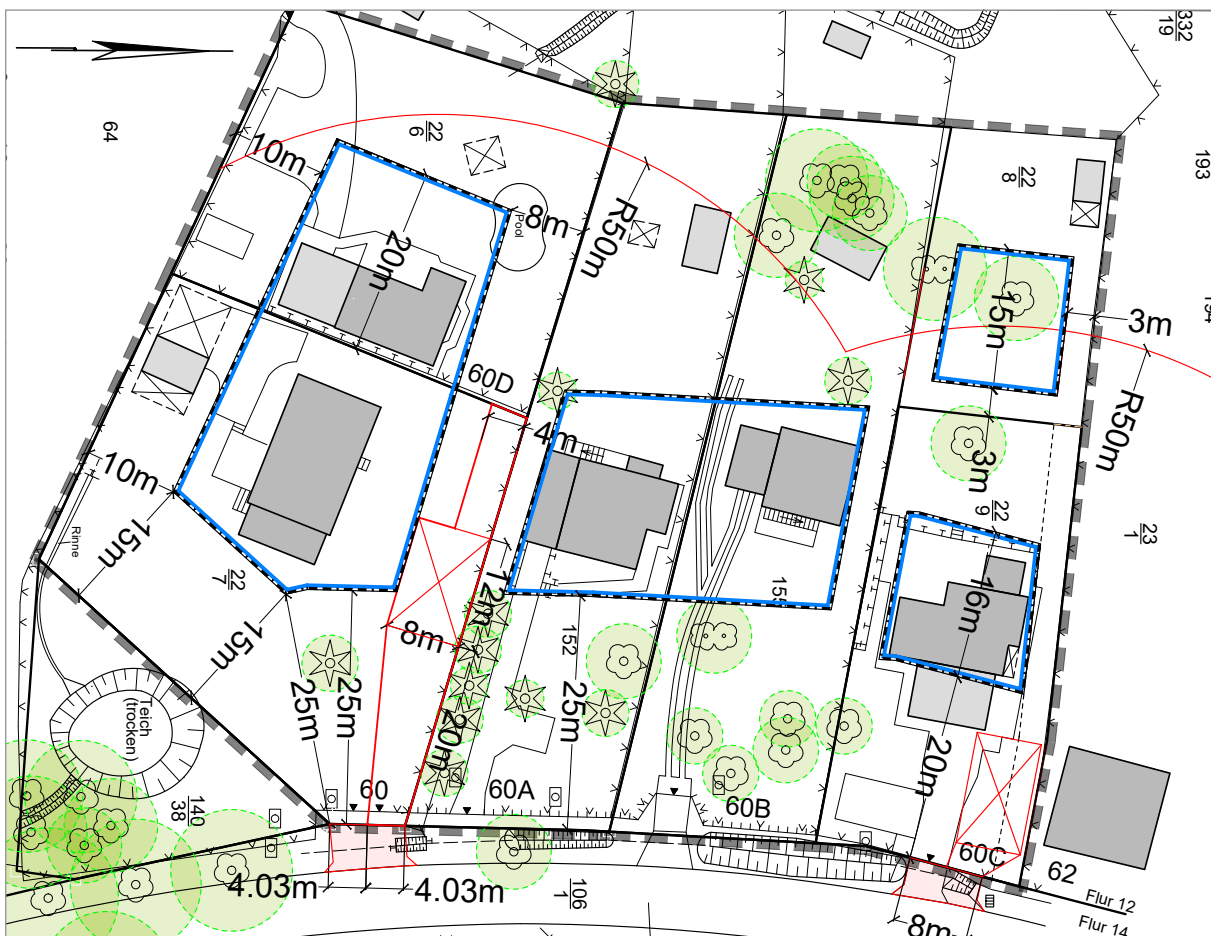 332
19
64
22
6
193
10m
22
8
8m
Pool
R50m
20m
15m
3m
60D
4m
R50m
10m
3m
22
9
23
1
Rinne
15m
22
7
12m
16m
15m
8m
152
25m
25m
25m
20m
20m
Teich
(trocken)
140
38
60
60A
60B
60C
62
4.03m
4.03m
106
1
Flur 12
Flur 14
8m